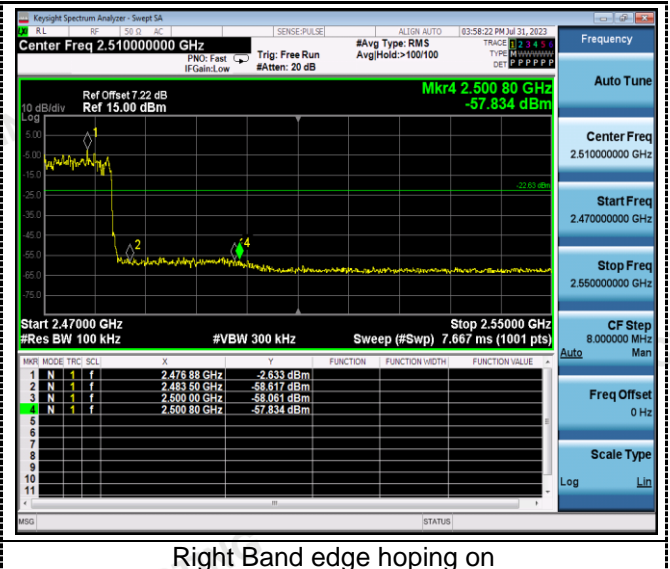 Keysight Spectrum Analyzer - Swept SA
RL RF 50 Ω AC SENSE:PULSE ALIGN AUTO 03:58:22 PM Jul 31, 2023
Center Freq 2.510000000 GHz
PNO: Fast
IFGain:Low
Trig: Free Run
#Atten: 20 dB
#Avg Type: RMS
Avg|Hold:>100/100
TRACE 1 2 3 4 5 6
TYPE M WWWWW
DET P P P P P P
Frequency
Auto Tune
Center Freq
2.510000000 GHz
Start Freq
2.470000000 GHz
Stop Freq
2.550000000 GHz
CF Step
8.000000 MHz
Auto Man
Freq Offset
0 Hz
Scale Type
Log Lin
Mkr4 2.500 80 GHz
-57.834 dBm
Ref Offset 7.22 dB
10 dB/div Ref 15.00 dBm
Log
5.00
-5.00
-15.0
-25.0
-35.0
-45.0
-55.0
-65.0
-75.0
1
2
4
-22.63 dBm
Start 2.47000 GHz Stop 2.55000 GHz
#Res BW 100 kHz #VBW 300 kHz Sweep (#Swp) 7.667 ms (1001 pts)
MKR MODE TRC SCL X Y FUNCTION FUNCTION WIDTH FUNCTION VALUE
1 N 1 f 2.476 88 GHz -2.633 dBm
2 N 1 f 2.483 50 GHz -58.617 dBm
3 N 1 f 2.500 00 GHz -58.061 dBm
4 N 1 f 2.500 80 GHz -57.834 dBm
5
6
7
8
9
10
11
MSG STATUS
Right Band edge hoping on